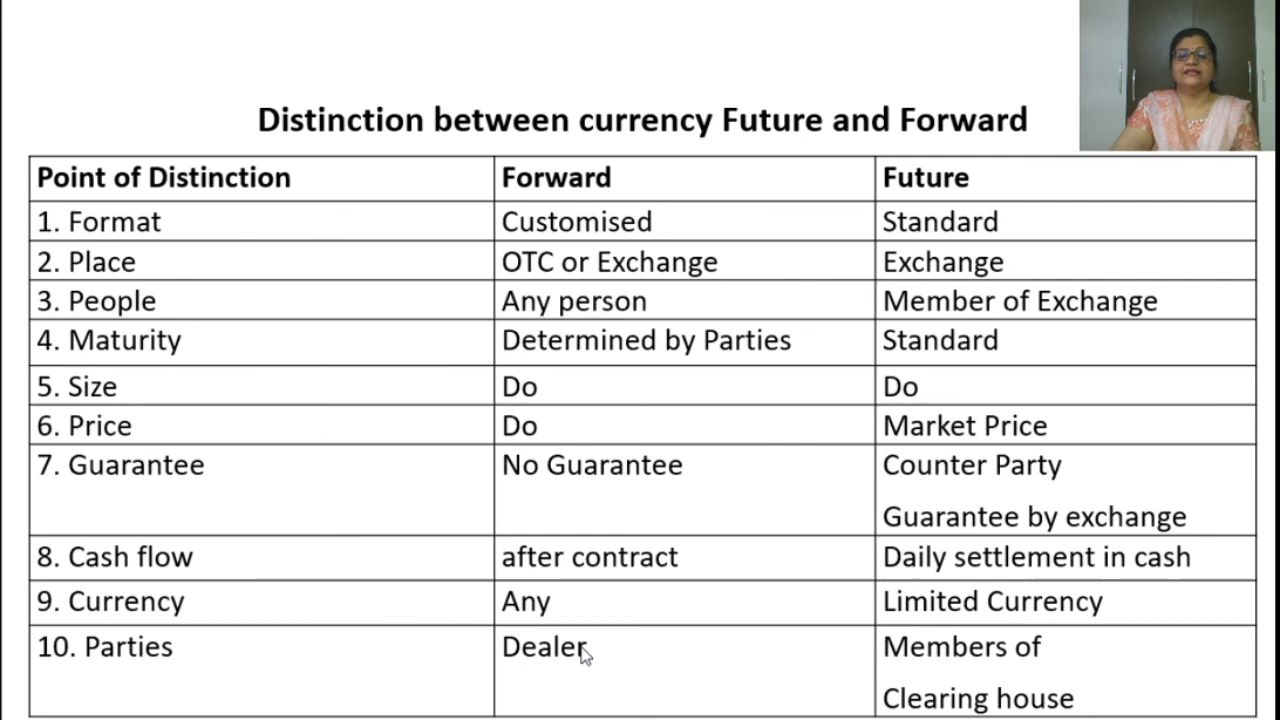 Distinction between currency Future and Forward
Point of Distinction Forward Future
1. Format Customised Standard
2. Place OTC or Exchange Exchange
3. People Any person Member of Exchange
4. Maturity Determined by Parties Standard
5. Size Do Do
6. Price Do Market Price
7. Guarantee No Guarantee Counter Party
Guarantee by exchange
8. Cash flow after contract Daily settlement in cash
9. Currency Any Limited Currency
10. Parties Dealer Members of
Clearing house